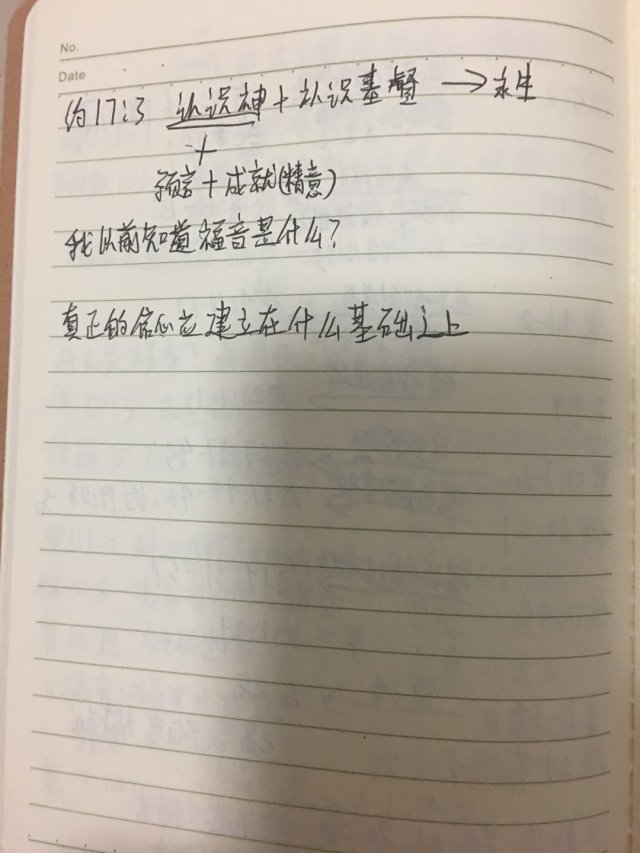 No.
Date
约17:3 认识神+认识基督→永生
预言+成就(精意)
我以前知道福音是什么?
真正的信心应建立在什么基础之上